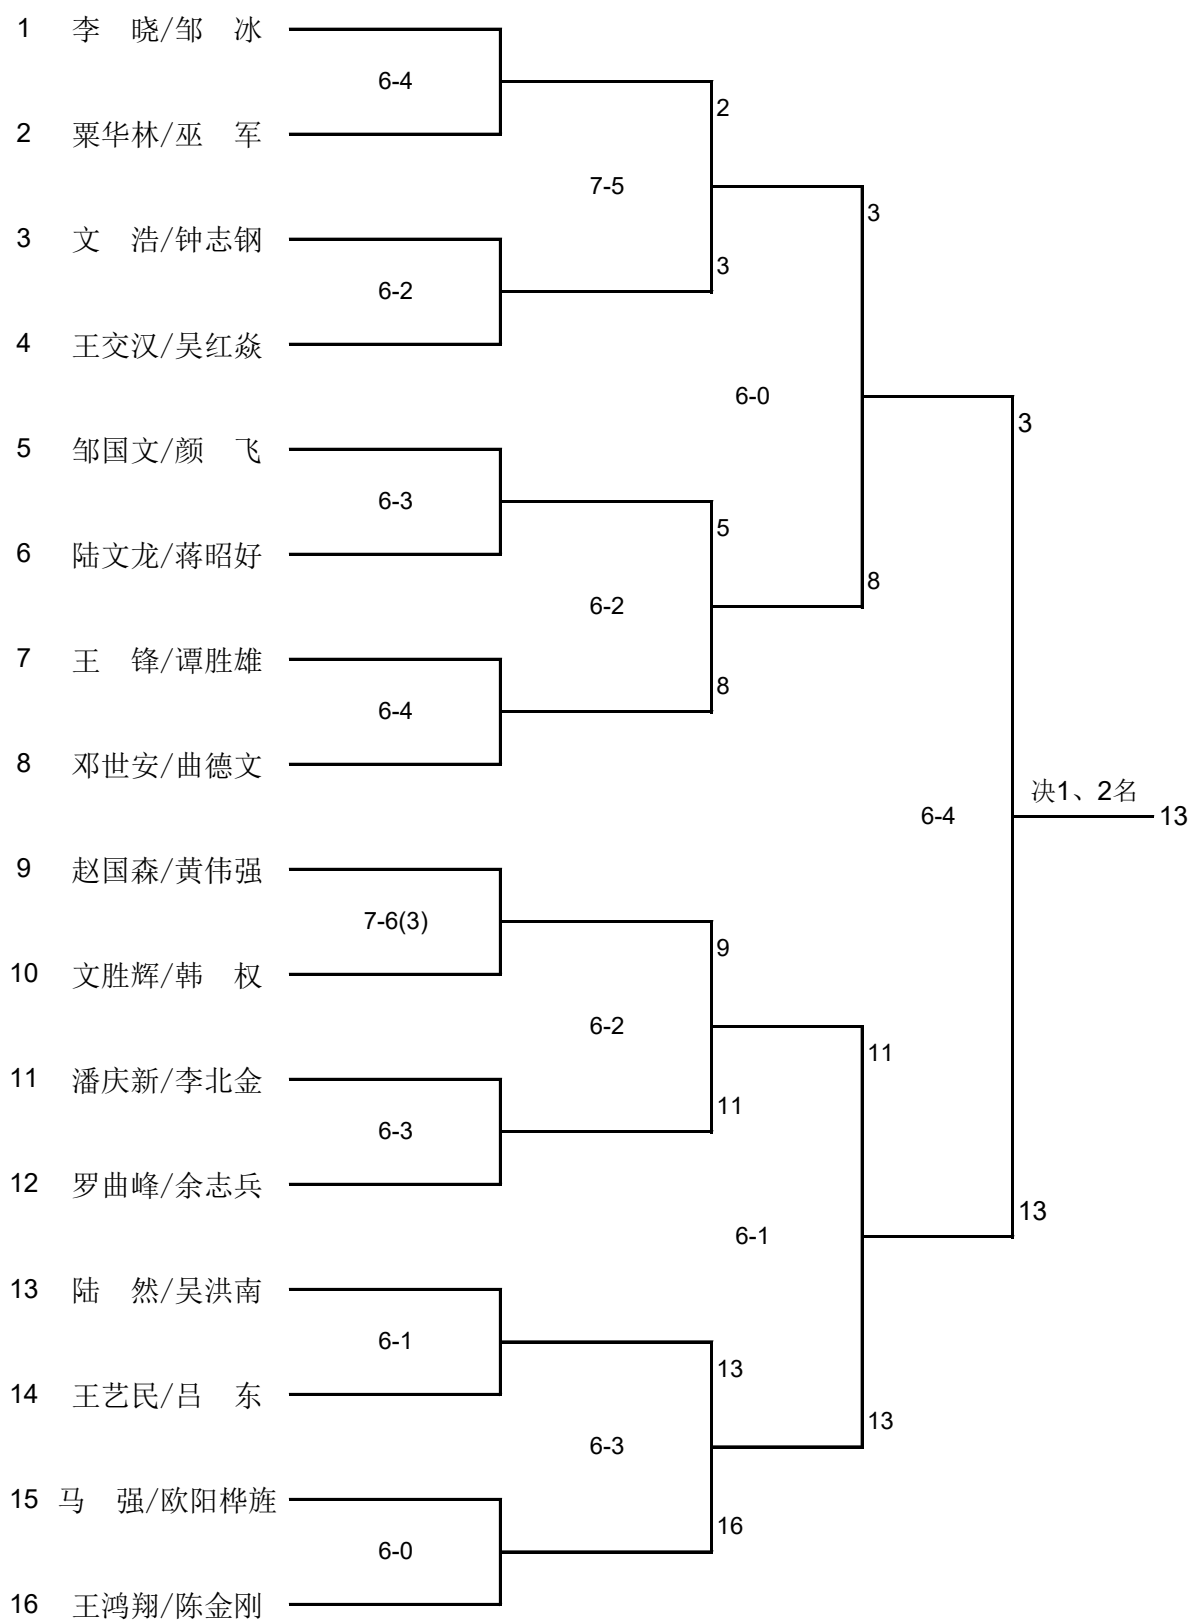 1 李　晓/邹　冰
6-4
2
2 粟华林/巫　军
7-5
3
3 文　浩/钟志钢
3
6-2
4 王交汉/吴红焱
6-0
3
5 邹国文/颜　飞
6-3
5
6 陆文龙/蒋昭好
8
6-2
7 王　锋/谭胜雄
8
6-4
8 邓世安/曲德文
决1、2名
6-4
13
9 赵国森/黄伟强
7-6(3)
9
10 文胜辉/韩　权
6-2
11
11 潘庆新/李北金
11
6-3
12 罗曲峰/余志兵
13
6-1
13 陆　然/吴洪南
6-1
13
14 王艺民/吕　东
13
6-3
15 马　强/欧阳桦旌
16
6-0
16 王鸿翔/陈金刚